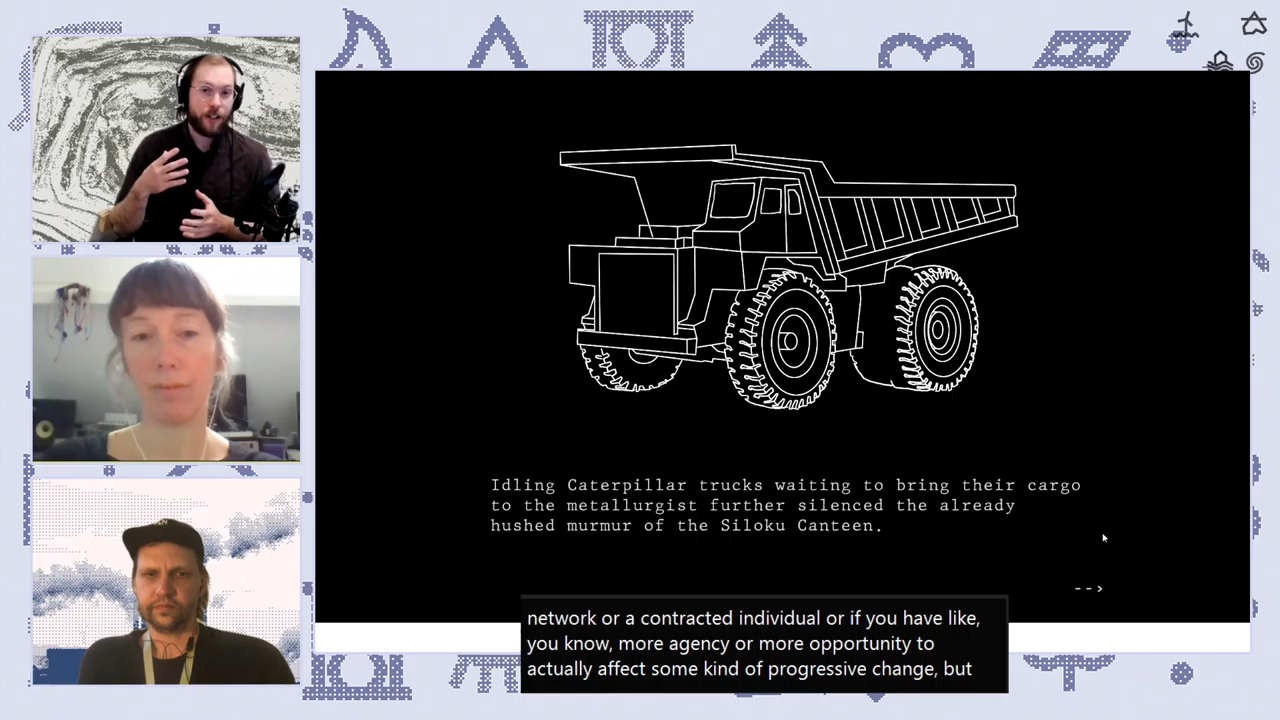 Idling Caterpillar trucks waiting to bring their cargo
to the metallurgist further silenced the already
hushed murmur of the Siloku Canteen.
-->
network or a contracted individual or if you have like,
you know, more agency or more opportunity to
actually affect some kind of progressive change, but